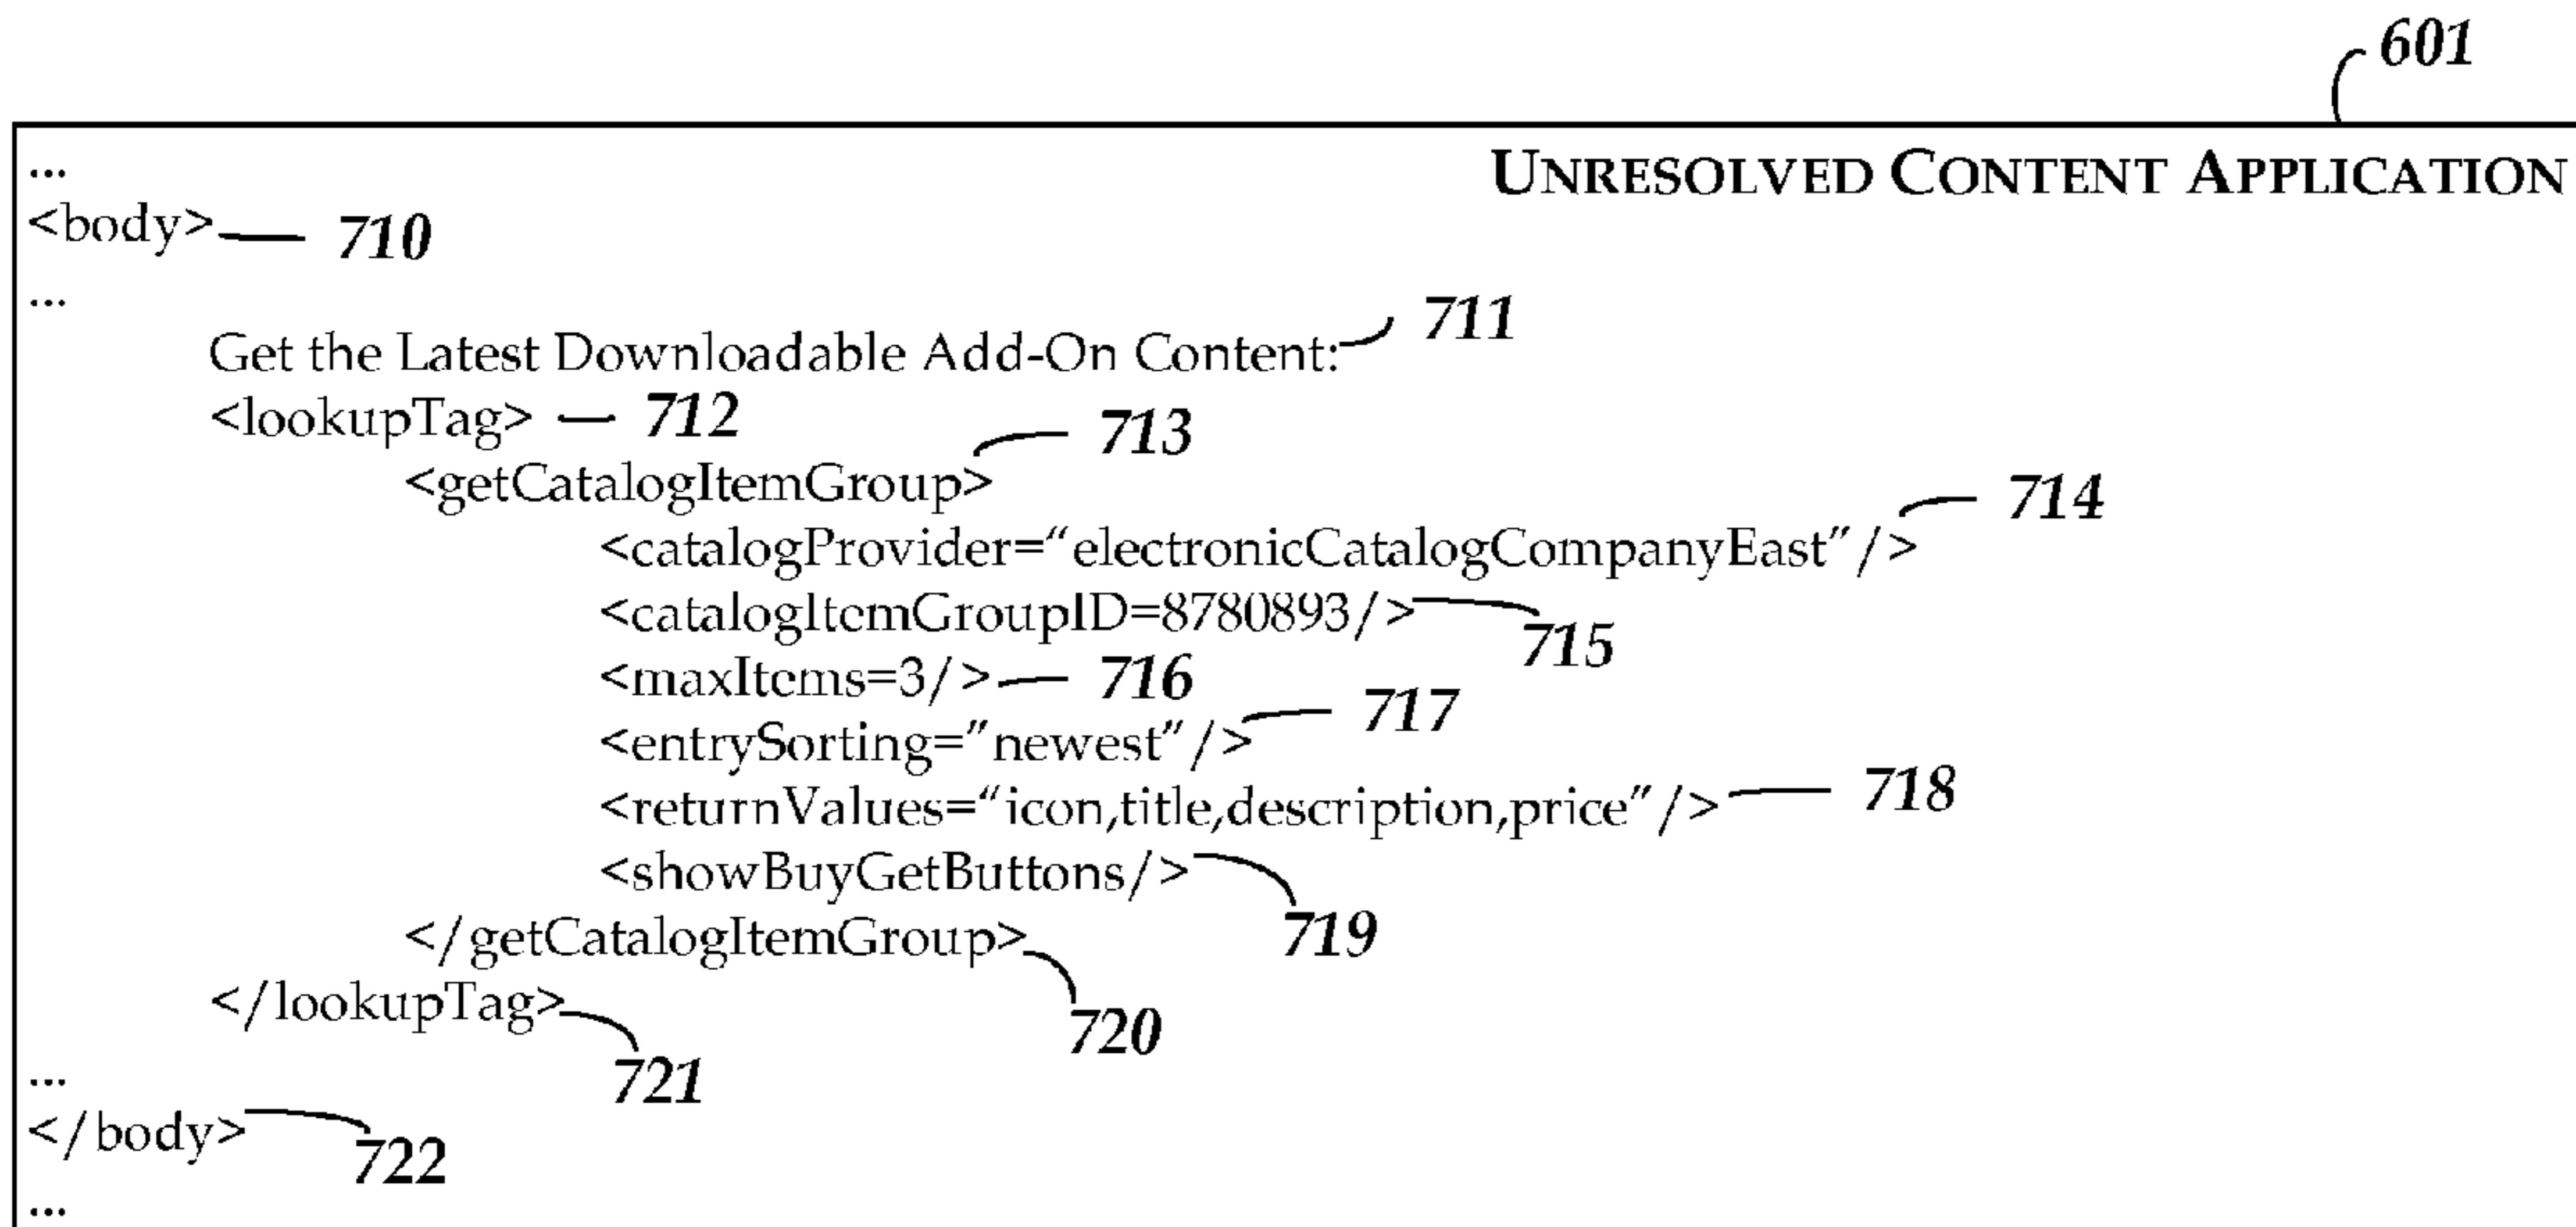 601
UNRESOLVED CONTENT APPLICATION
...
<body> 710
...
Get the Latest Downloadable Add-On Content: 711
<lookupTag> 712
<getCatalogItemGroup> 713
<catalogProvider=“electronicCatalogCompanyEast”/> 714
<catalogItemGroupID=8780893/> 715
<maxItems=3/> 716
<entrySorting=”newest”/> 717
<returnValues=“icon,title,description,price”/> 718
<showBuyGetButtons/> 719
</getCatalogItemGroup> 720
</lookupTag> 721
...
</body> 722
...